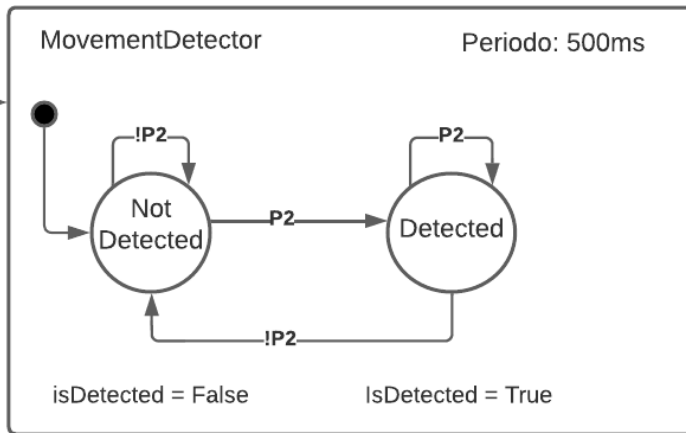 MovementDetector
Periodo: 500ms
!P2
P2
Not
Detected
P2
Detected
!P2
isDetected = False
IsDetected = True